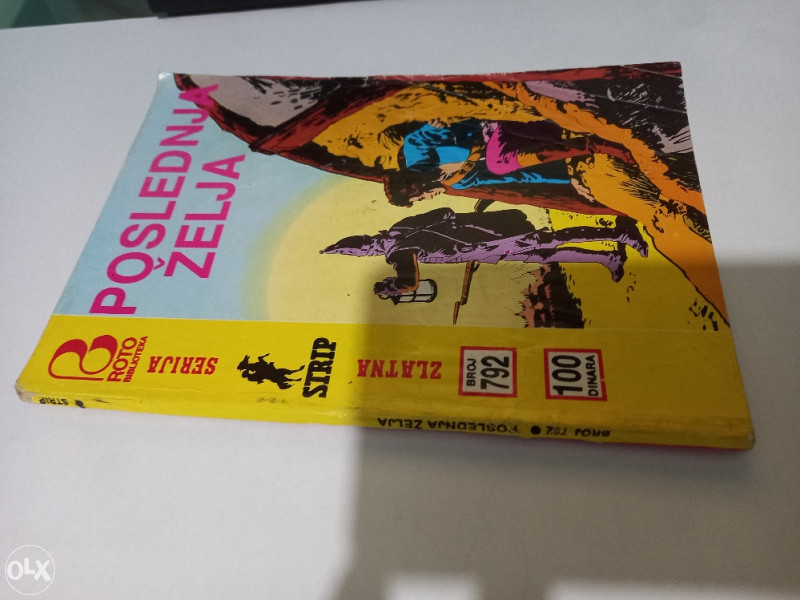 POSLEDNJA
ŽELJA
ROTO
BIBLIOTEKA
SERIJA
STRIP
ZLATNA
BROJ
792
100
DINARA
STRIP
POSLEDNJA ŽELJA ● BROJ 792
OLX